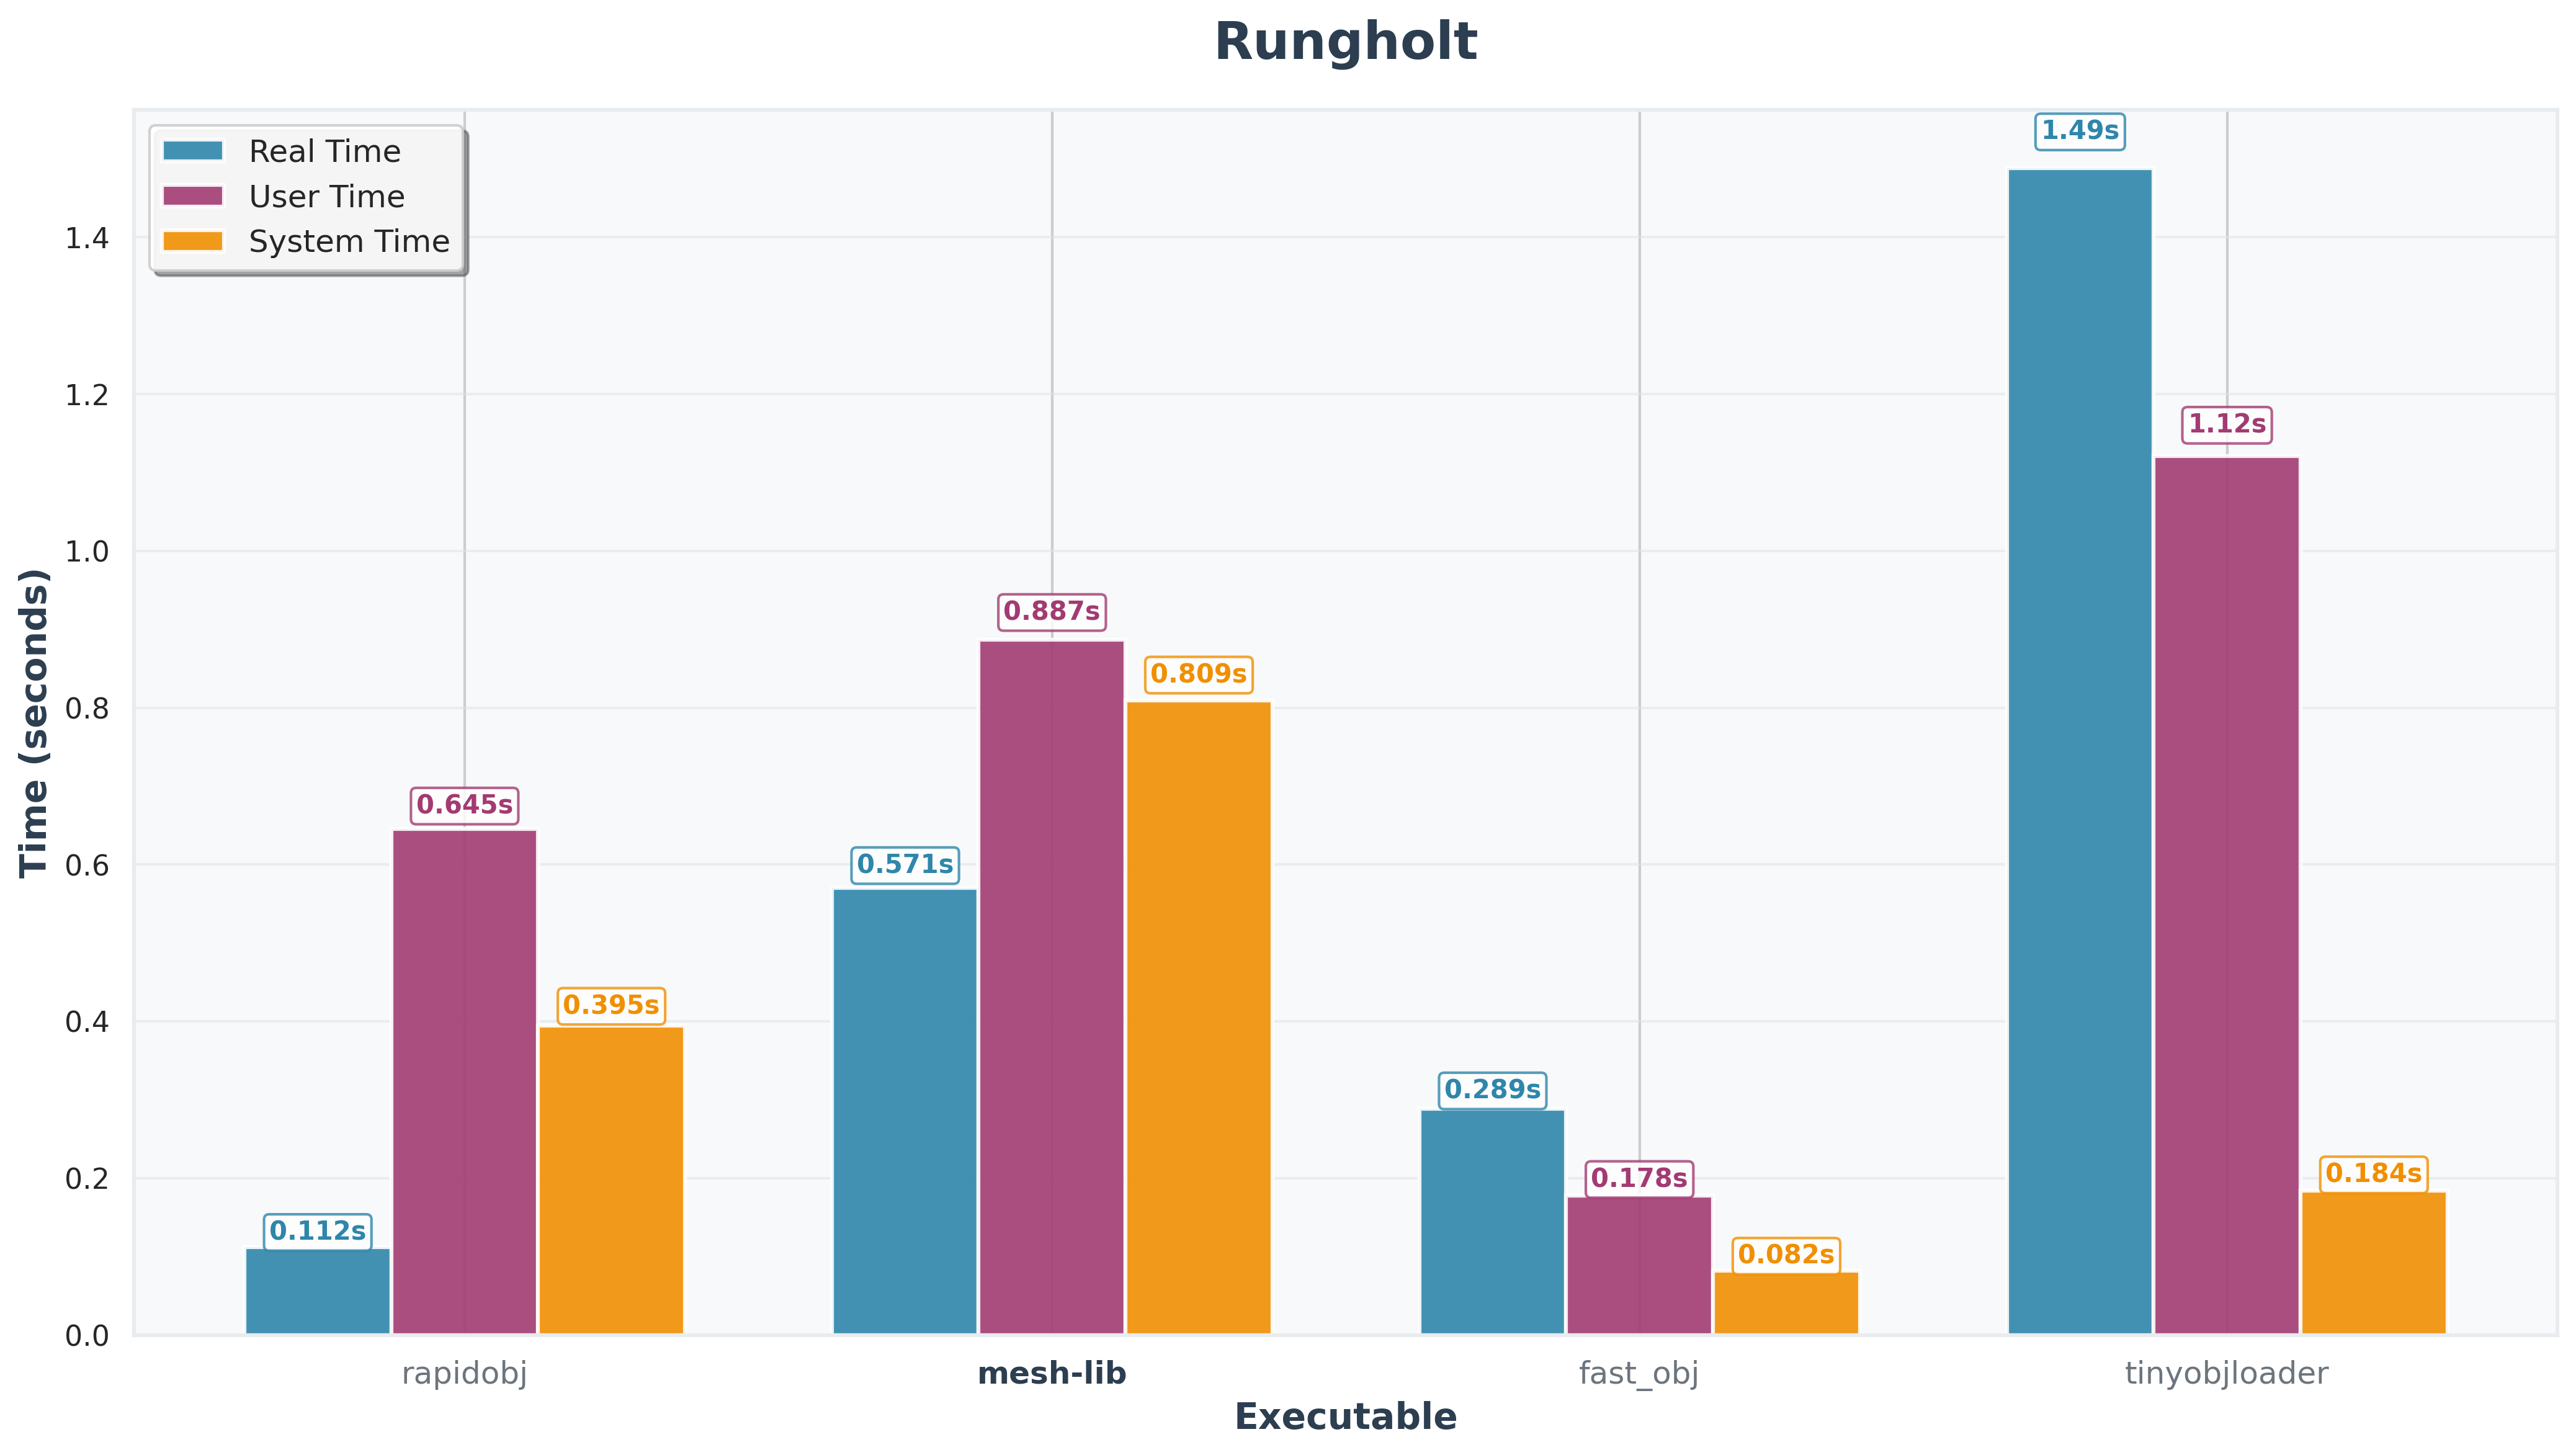 Rungholt
Real Time
User Time
System Time
Time (seconds)
1.4
1.2
1.0
0.8
0.6
0.4
0.2
0.0
0.112s
0.645s
0.395s
0.571s
0.887s
0.809s
0.289s
0.178s
0.082s
1.49s
1.12s
0.184s
rapidobj
mesh-lib
fast_obj
tinyobjloader
Executable